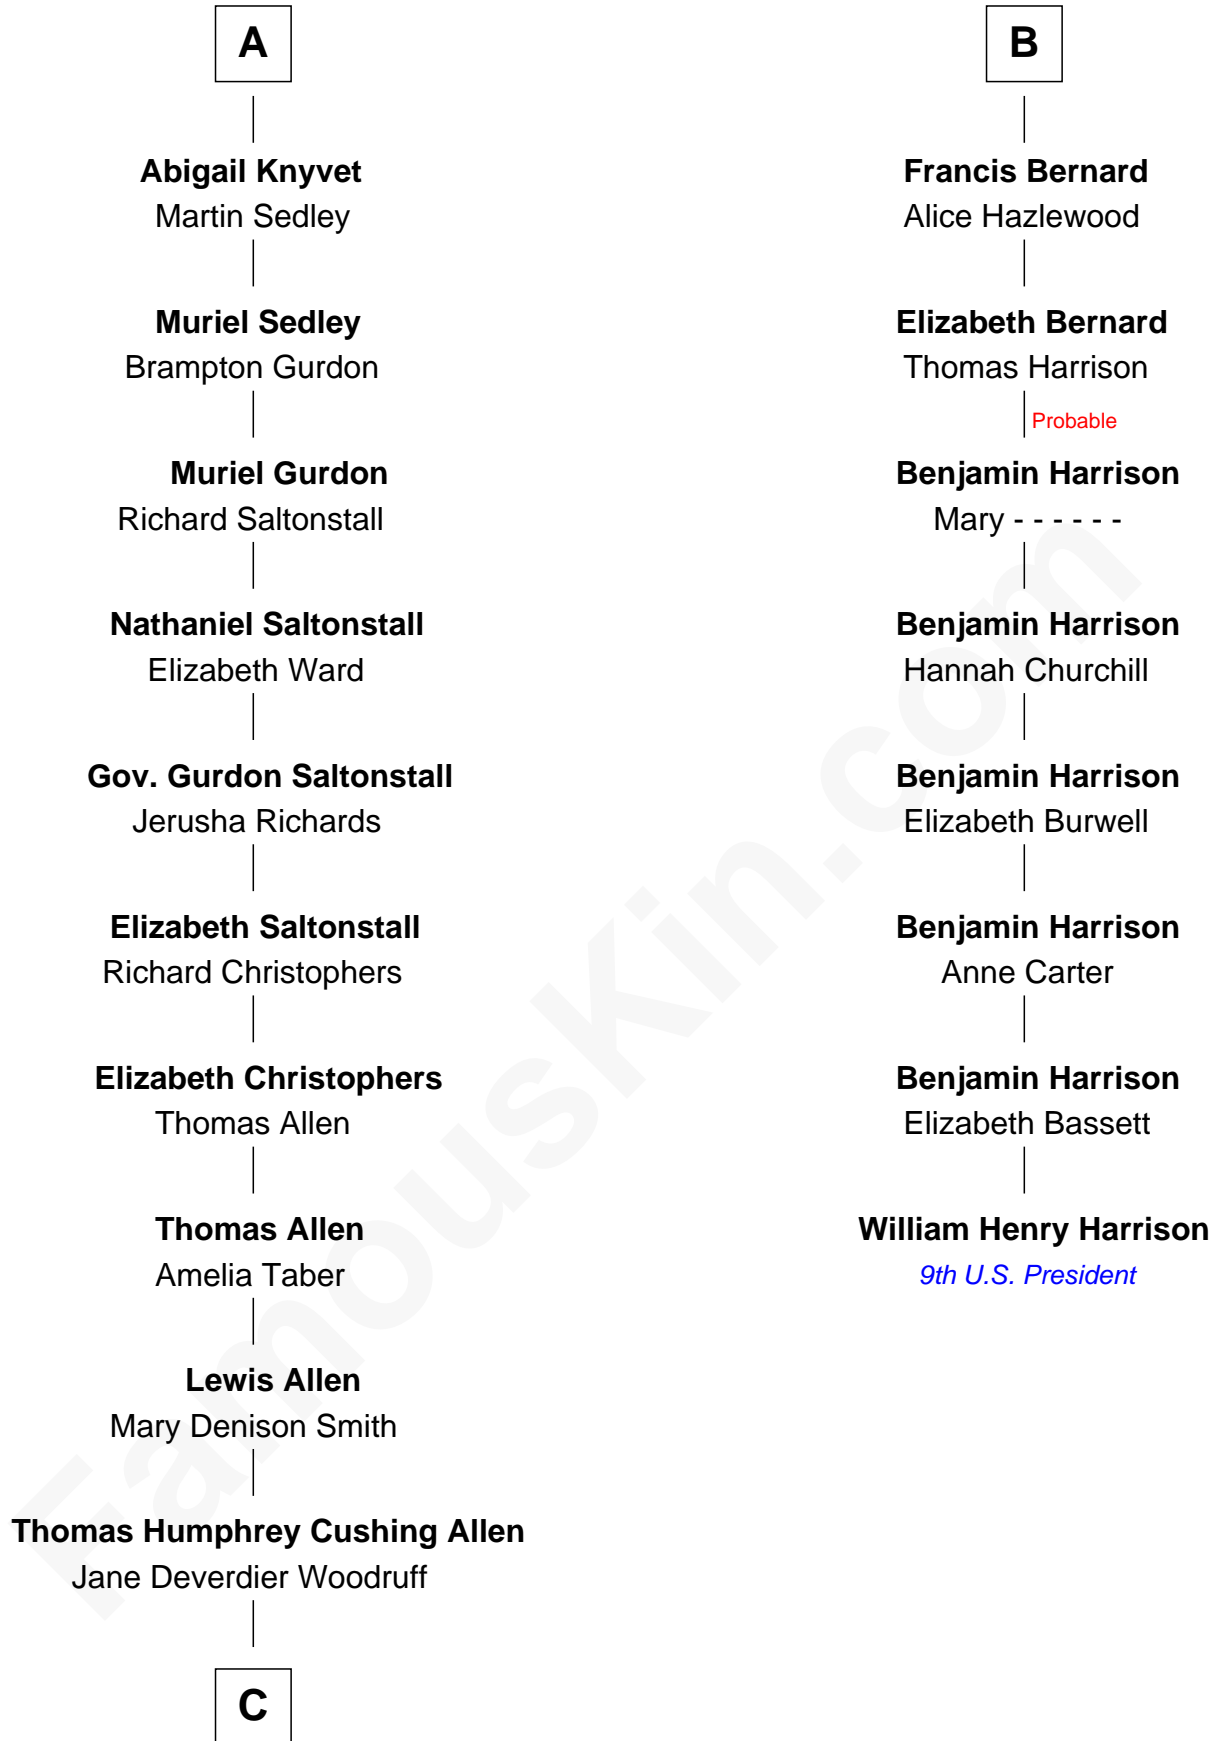 A
Abigail Knyvet
Martin Sedley
Muriel Sedley
Brampton Gurdon
Muriel Gurdon
Richard Saltonstall
Nathaniel Saltonstall
Elizabeth Ward
Gov. Gurdon Saltonstall
Jerusha Richards
Elizabeth Saltonstall
Richard Christophers
Elizabeth Christophers
Thomas Allen
Thomas Allen
Amelia Taber
Lewis Allen
Mary Denison Smith
Thomas Humphrey Cushing Allen
Jane Deverdier Woodruff
C
B
Francis Bernard
Alice Hazlewood
Elizabeth Bernard
Thomas Harrison
Probable
Benjamin Harrison
Mary - - - - - -
Benjamin Harrison
Hannah Churchill
Benjamin Harrison
Elizabeth Burwell
Benjamin Harrison
Anne Carter
Benjamin Harrison
Elizabeth Bassett
William Henry Harrison
9th U.S. President
FamousKin.com